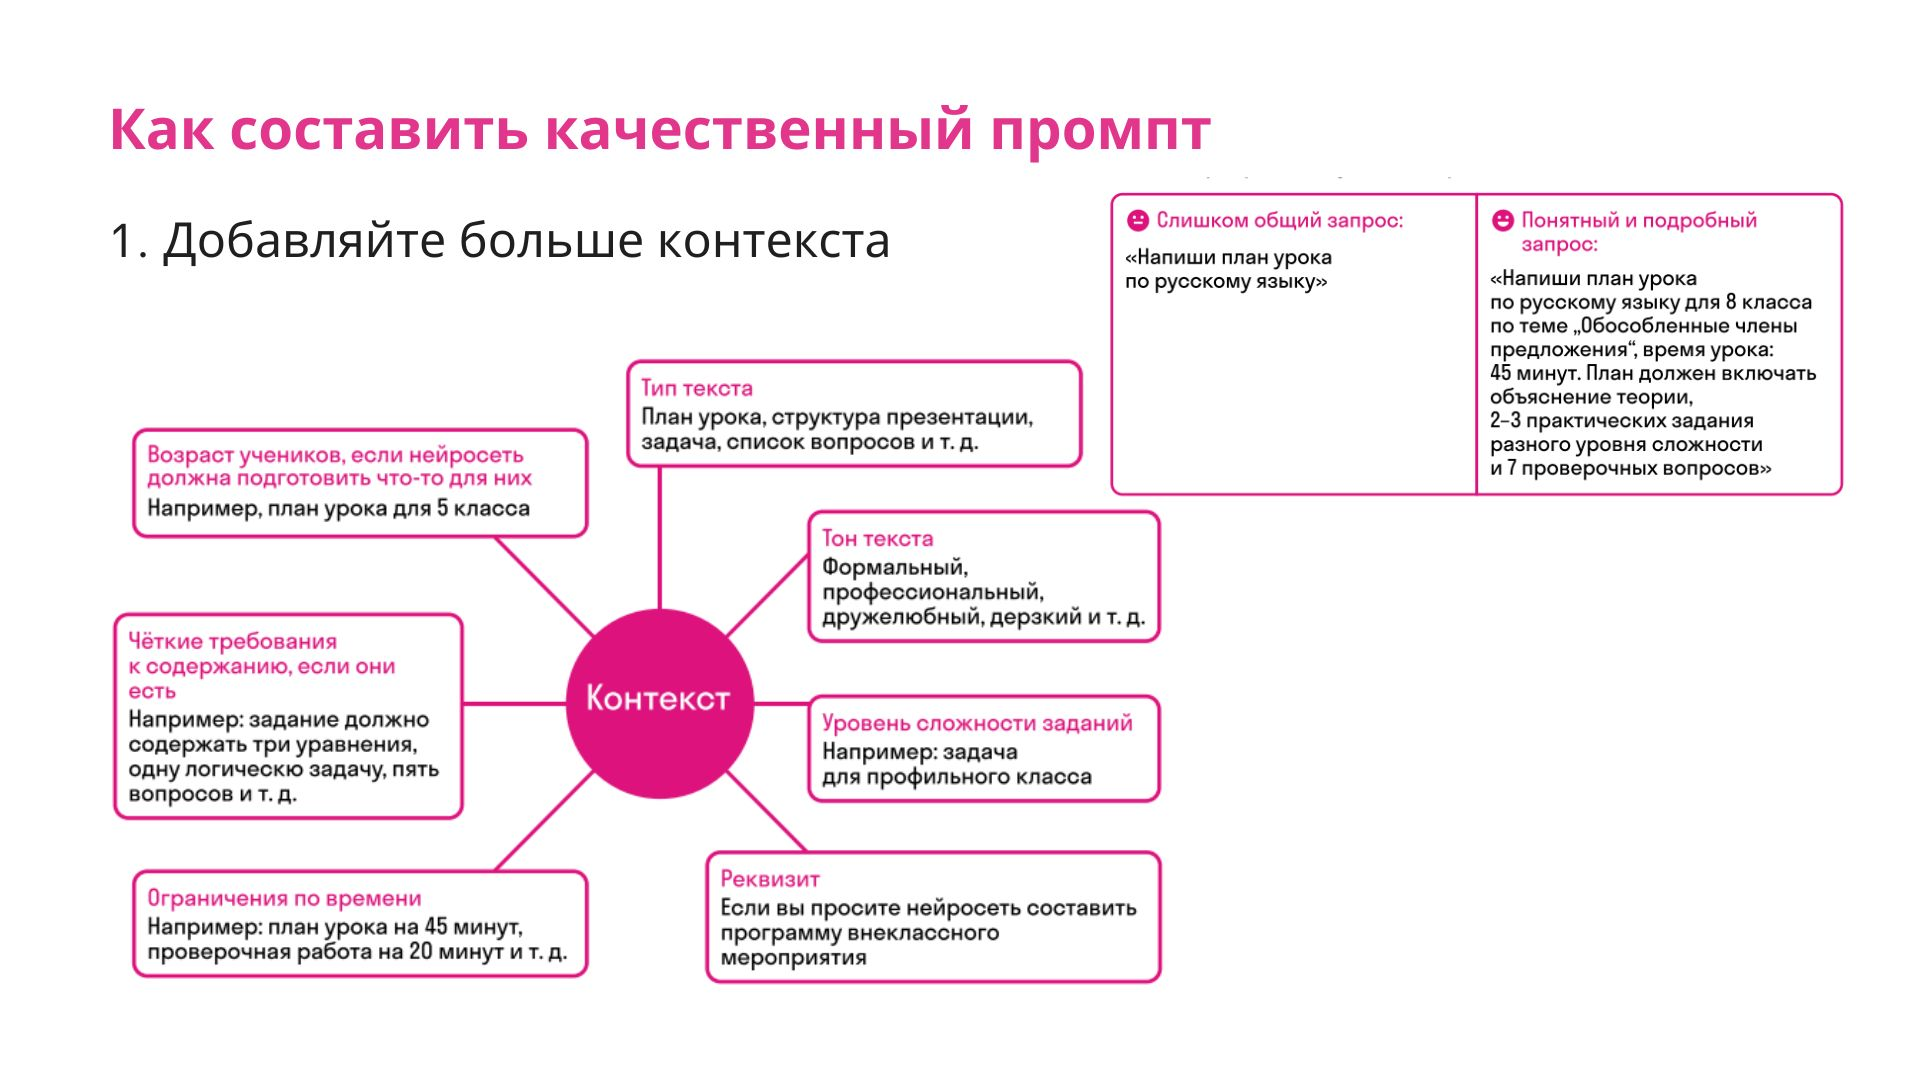 Как составить качественный промпт
1. Добавляйте больше контекста
Слишком общий запрос:
«Напиши план урока
по русскому языку»
Понятный и подробный
запрос:
«Напиши план урока
по русскому языку для 8 класса
по теме „Обособленные члены
предложения“, время урока:
45 минут. План должен включать
объяснение теории,
2–3 практических задания
разного уровня сложности
и 7 проверочных вопросов»
Тип текста
План урока, структура презентации,
задача, список вопросов и т. д.
Возраст учеников, если нейросеть
должна подготовить что-то для них
Например, план урока для 5 класса
Тон текста
Формальный,
профессиональный,
дружелюбный, дерзкий и т. д.
Чёткие требования
к содержанию, если они
есть
Например: задание должно
содержать три уравнения,
одну логическю задачу, пять
вопросов и т. д.
Контекст
Уровень сложности заданий
Например: задача
для профильного класса
Ограничения по времени
Например: план урока на 45 минут,
проверочная работа на 20 минут и т. д.
Реквизит
Если вы просите нейросеть составить
программу внеклассного
мероприятия